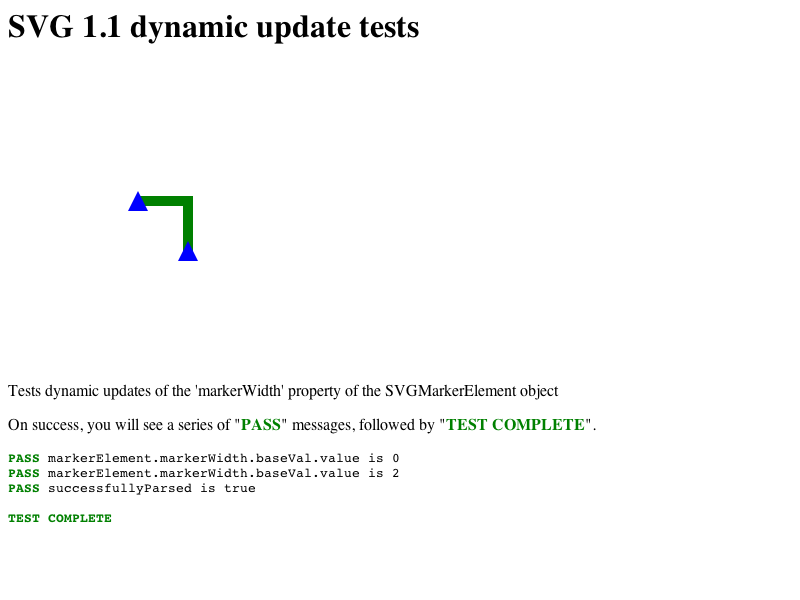 SVG 1.1 dynamic update tests
Tests dynamic updates of the 'markerWidth' property of the SVGMarkerElement object
On success, you will see a series of "PASS" messages, followed by "TEST COMPLETE".
PASS markerElement.markerWidth.baseVal.value is 0
PASS markerElement.markerWidth.baseVal.value is 2
PASS successfullyParsed is true
TEST COMPLETE